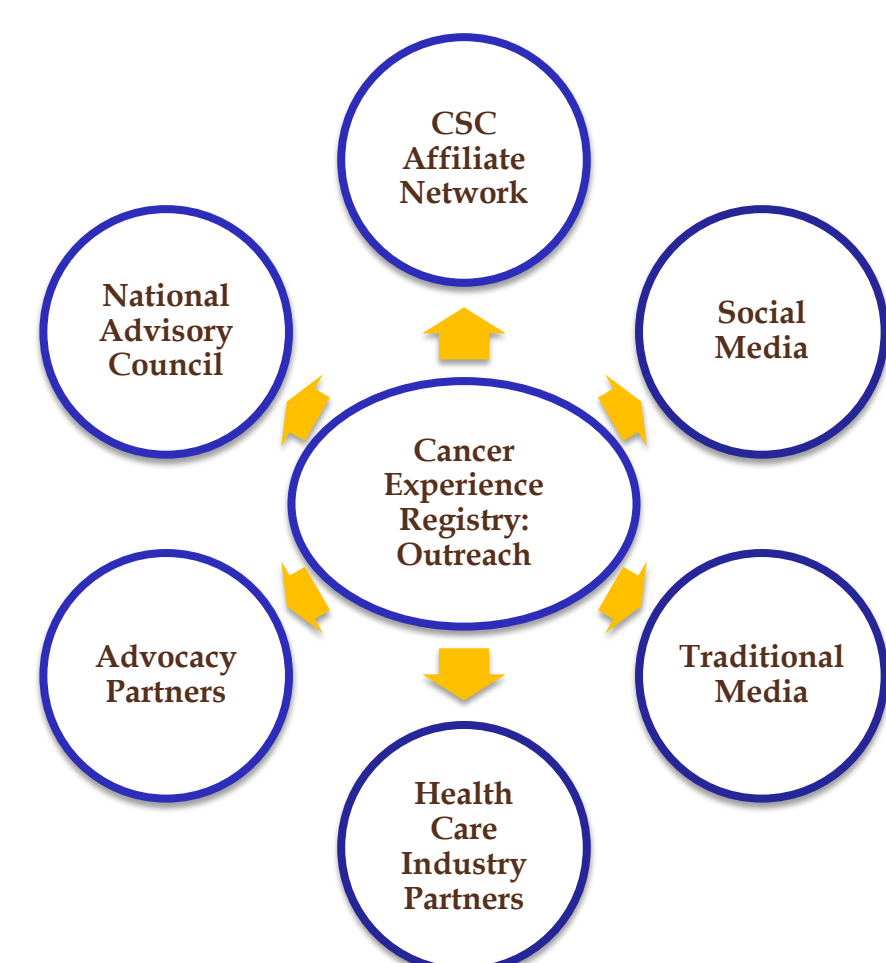 CSC
Affiliate
Network
National
Advisory
Council
Social
Media
Cancer
Experience
Registry:
Outreach
Advocacy
Partners
Traditional
Media
Health
Care
Industry
Partners